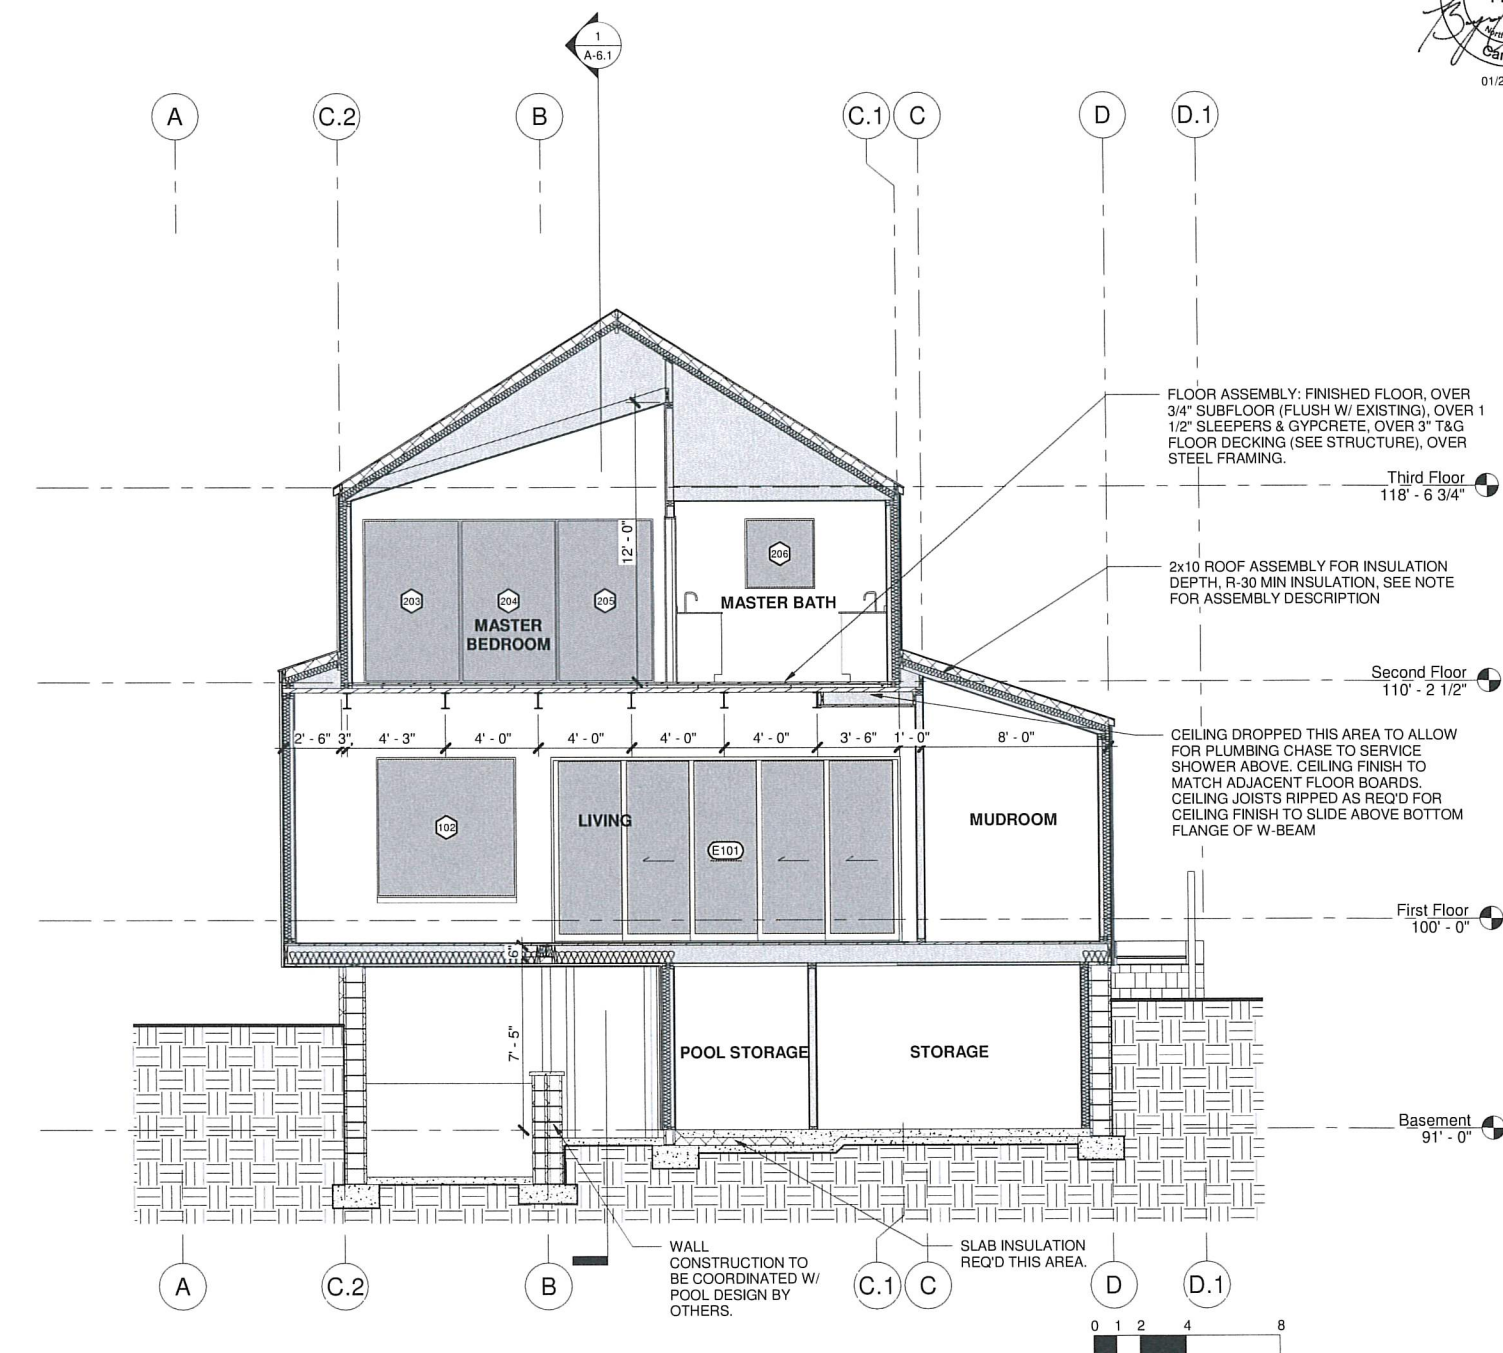 1
A-6.1
01/2
A
C.2
B
C.1
C
D
D.1
FLOOR ASSEMBLY: FINISHED FLOOR, OVER
3/4" SUBFLOOR (FLUSH W/ EXISTING), OVER 1
1/2" SLEEPERS & GYPCRETE, OVER 3" T&G
FLOOR DECKING (SEE STRUCTURE), OVER
STEEL FRAMING.
Third Floor
118' - 6 3/4"
12' - 0"
206
203
204
205
MASTER BATH
MASTER
BEDROOM
2x10 ROOF ASSEMBLY FOR INSULATION
DEPTH, R-30 MIN INSULATION, SEE NOTE
FOR ASSEMBLY DESCRIPTION
Second Floor
110' - 2 1/2"
2' - 6"
3"
4' - 3"
4' - 0"
4' - 0"
4' - 0"
4' - 0"
3' - 6"
1' - 0"
8' - 0"
CEILING DROPPED THIS AREA TO ALLOW
FOR PLUMBING CHASE TO SERVICE
SHOWER ABOVE. CEILING FINISH TO
MATCH ADJACENT FLOOR BOARDS.
CEILING JOISTS RIPPED AS REQ'D FOR
CEILING FINISH TO SLIDE ABOVE BOTTOM
FLANGE OF W-BEAM
102
LIVING
E101
MUDROOM
First Floor
100' - 0"
6"
7' - 5"
POOL STORAGE
STORAGE
Basement
91' - 0"
WALL
CONSTRUCTION TO
BE COORDINATED W/
POOL DESIGN BY
OTHERS.
SLAB INSULATION
REQ'D THIS AREA.
A
C.2
B
C.1
C
D
D.1
0 1 2 4 8